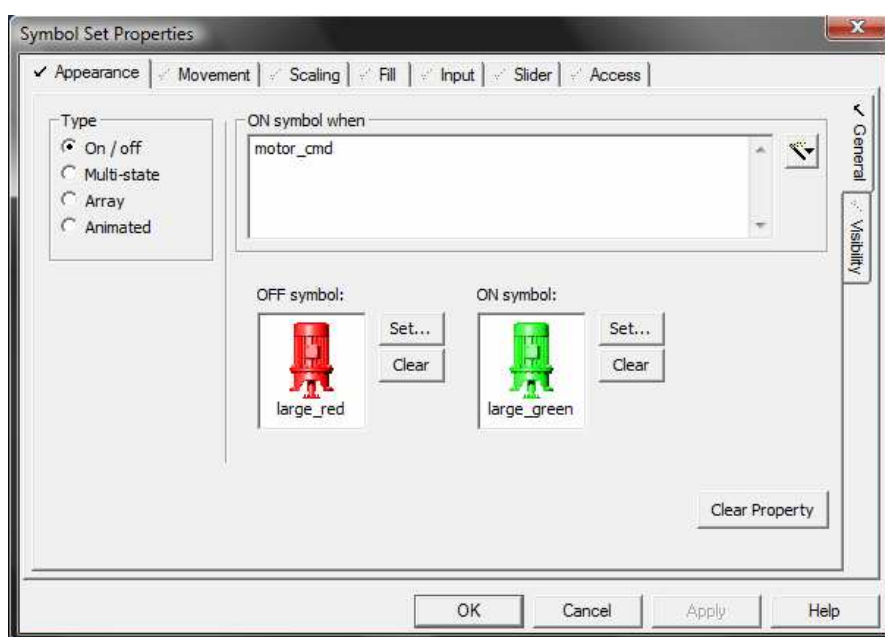 Symbol Set Properties
Appearance Movement Scaling Fill Input Slider Access
General
Visibility
Type
On / off
Multi-state
Array
Animated
ON symbol when
motor_cmd
OFF symbol: ON symbol:
Set... Set...
Clear Clear
large_red large_green
Clear Property
OK Cancel Apply Help